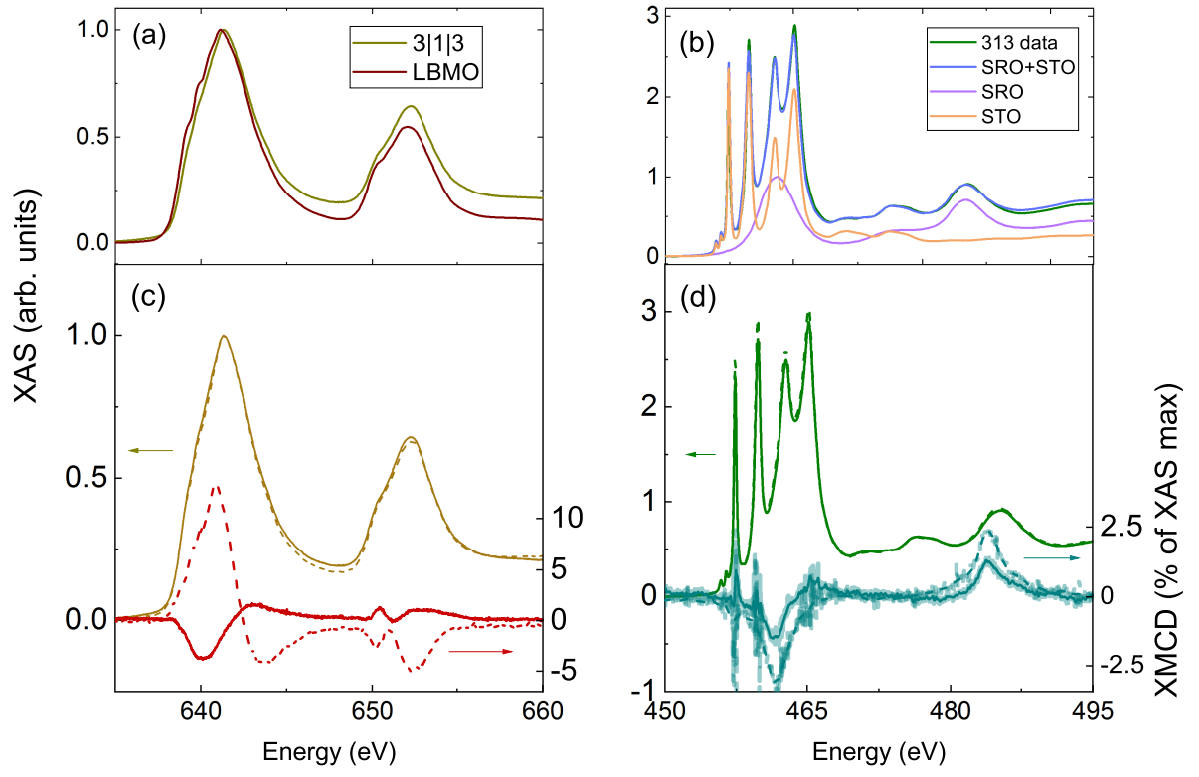 (a)
3|1|3
LBMO
1.0
0.5
0.0
(b)
313 data
SRO+STO
SRO
STO
3
2
1
0
XAS (arb. units)
(c)
1.0
0.5
0.0
10
5
0
-5
640
650
660
Energy (eV)
(d)
3
2
1
0
-1
2.5
0
-2.5
450
465
480
495
Energy (eV)
XMCD (% of XAS max)